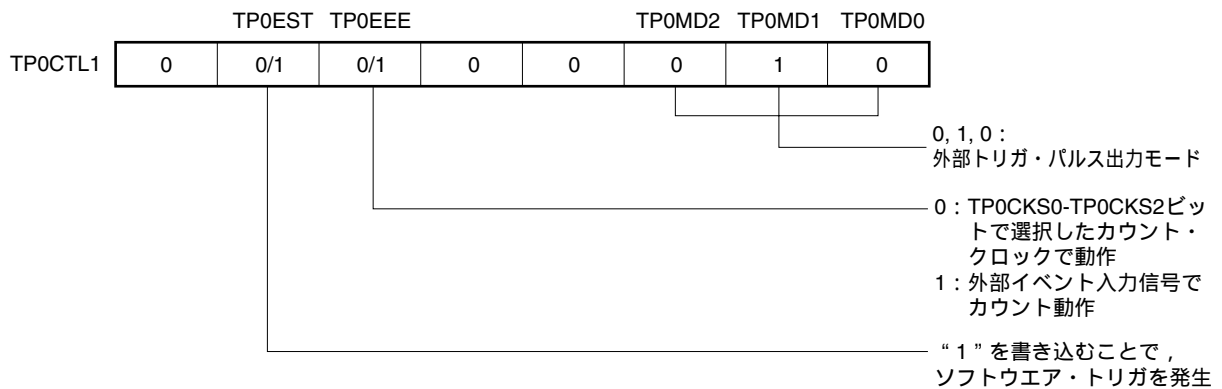 TP0EST TP0EEE TP0MD2 TP0MD1 TP0MD0
TP0CTL1 0 0/1 0/1 0 0 0 1 0
0, 1, 0：
外部トリガ・パルス出力モード
0：TP0CKS0-TP0CKS2ビッ
トで選択したカウント・
クロックで動作
1：外部イベント入力信号で
カウント動作
“1”を書き込むことで，
ソフトウエア・トリガを発生